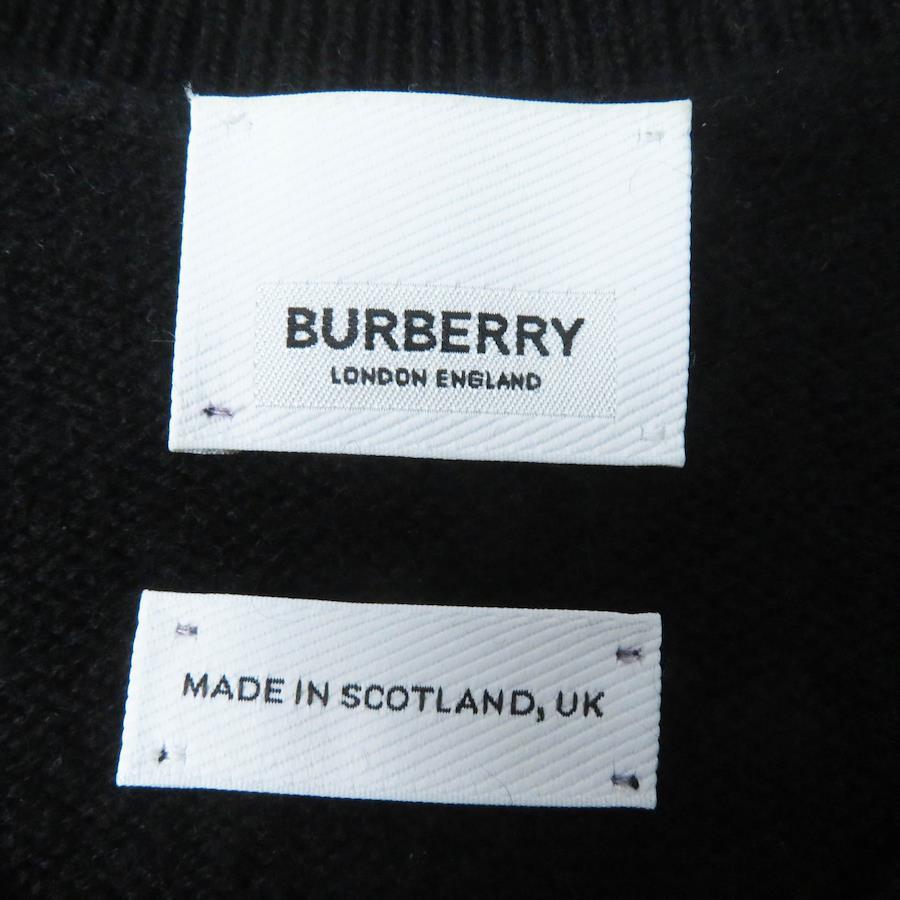 BURBERRY
LONDON ENGLAND
MADE IN SCOTLAND, UK